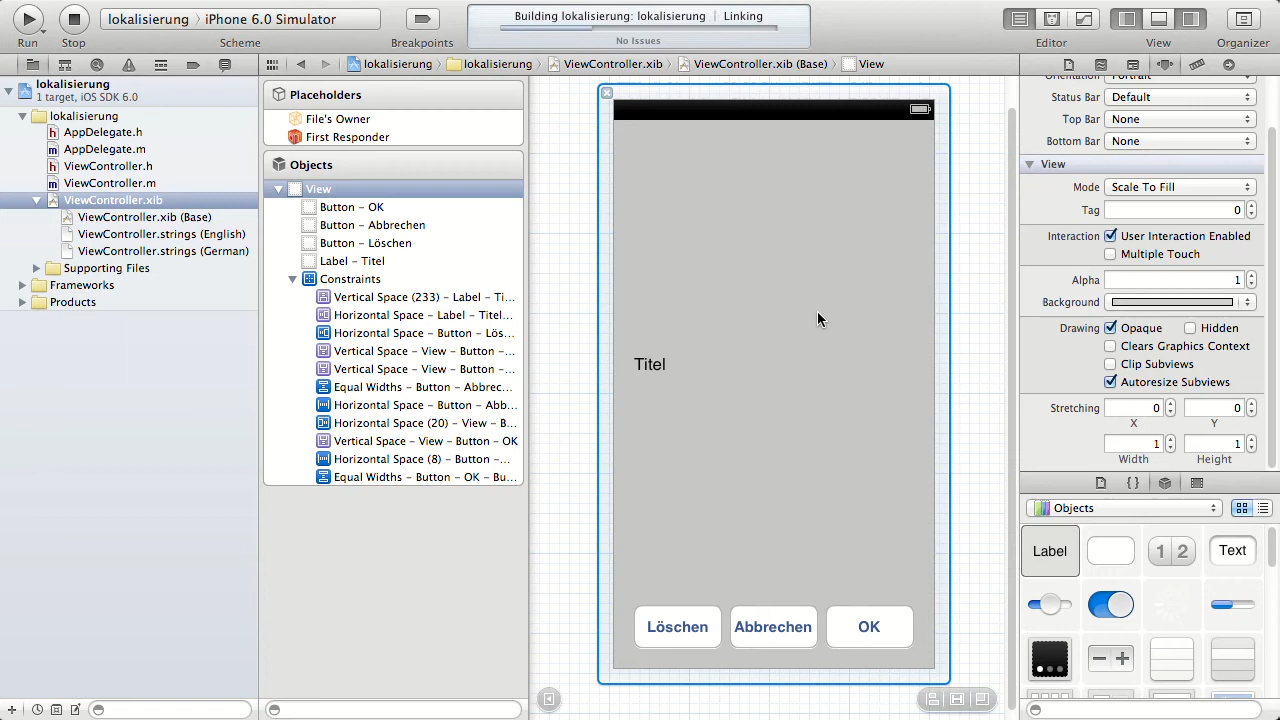 lokalisierung › iPhone 6.0 Simulator
Building lokalisierung: lokalisierung | Linking
No Issues
Run
Stop
Scheme
Breakpoints
Editor
View
Organizer
lokalisierung
lokalisierung
ViewController.xib
ViewController.xib (Base)
View
lokalisierung
1 target, iOS SDK 6.0
lokalisierung
AppDelegate.h
AppDelegate.m
ViewController.h
ViewController.m
ViewController.xib
ViewController.xib (Base)
ViewController.strings (English)
ViewController.strings (German)
Supporting Files
Frameworks
Products
Placeholders
File's Owner
First Responder
Objects
View
Button – OK
Button – Abbrechen
Button – Löschen
Label – Titel
Constraints
Vertical Space (233) – Label – Ti...
Horizontal Space – Label – Titel...
Horizontal Space – Button – Lös...
Vertical Space – View – Button –...
Vertical Space – View – Button –...
Equal Widths – Button – Abbrec...
Horizontal Space – Button – Abb...
Horizontal Space (20) – View – B...
Vertical Space – View – Button – OK
Horizontal Space (8) – Button –...
Equal Widths – Button – OK – Bu...
Titel
Löschen
Abbrechen
OK
Orientation Portrait
Status Bar Default
Top Bar None
Bottom Bar None
View
Mode Scale To Fill
Tag 0
Interaction User Interaction Enabled
Multiple Touch
Alpha 1
Background
Drawing Opaque Hidden
Clears Graphics Context
Clip Subviews
Autoresize Subviews
Stretching 0 0
X Y
1 1
Width Height
{ }
Objects
Label
1 2
Text